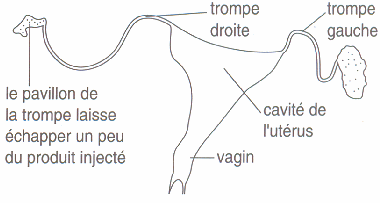 trompe
droite
trompe
gauche
le pavillon de
la trompe laisse
échapper un peu
du produit injecté
cavité de
l'utérus
vagin